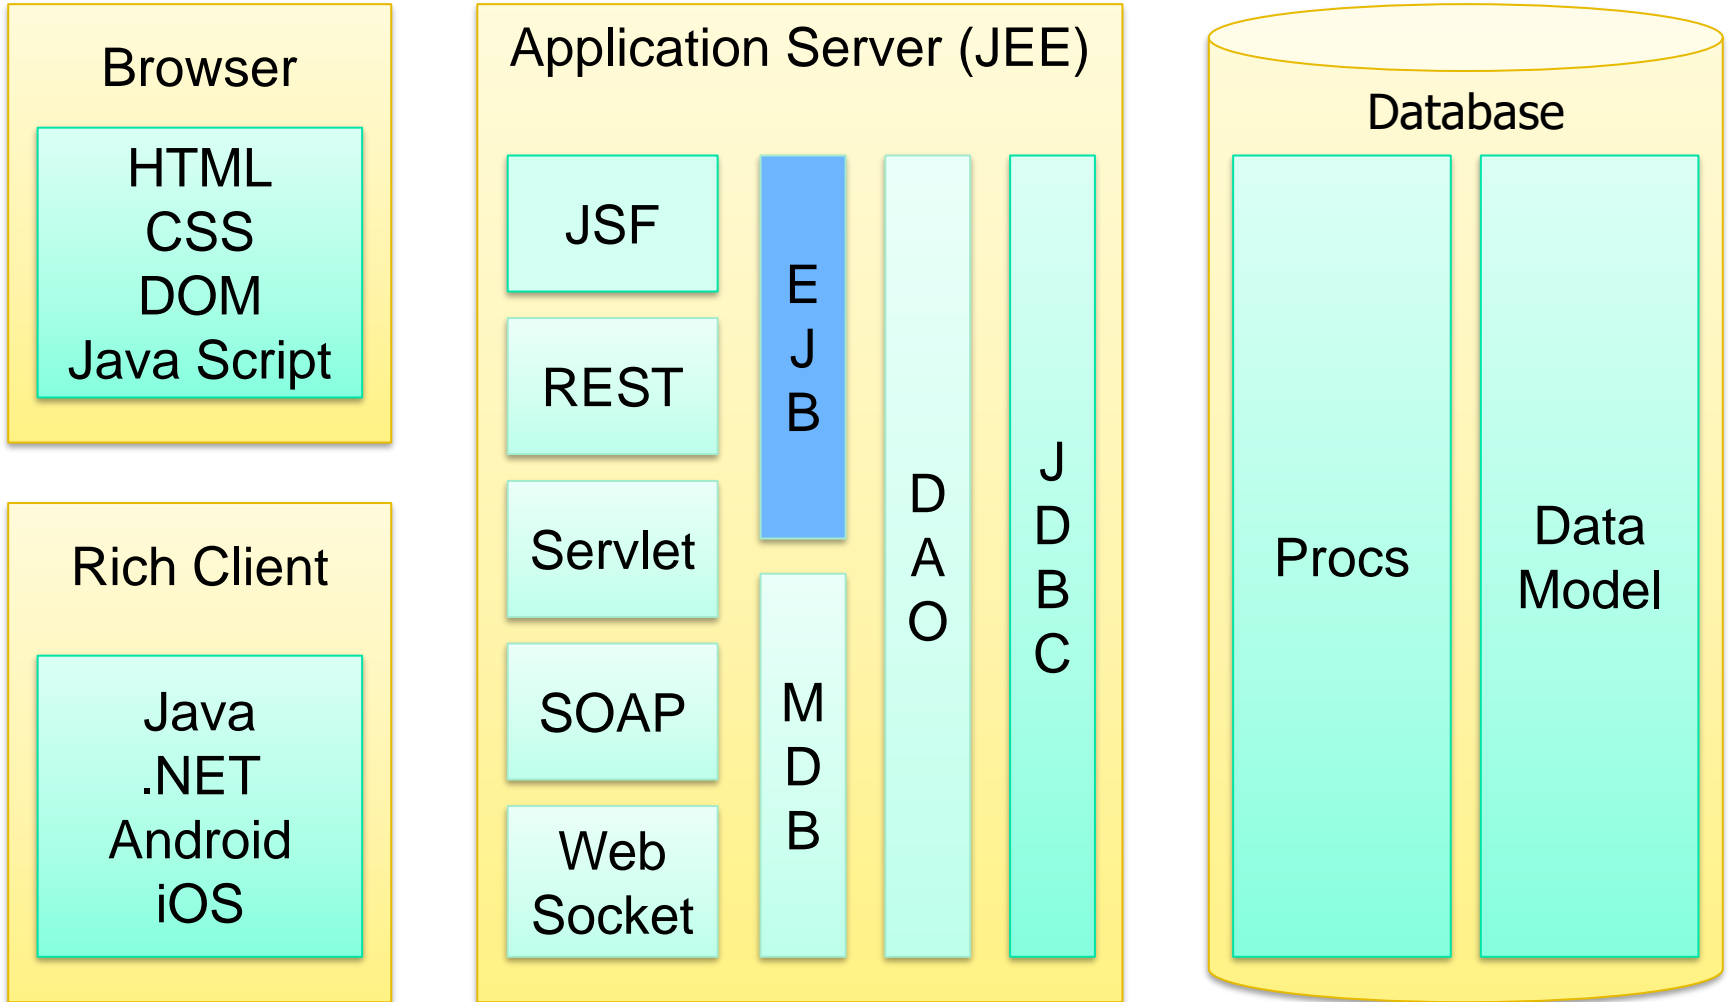 Browser
HTML
CSS
DOM
Java Script
Rich Client
Java
.NET
Android
iOS
Application Server (JEE)
JSF
REST
Servlet
SOAP
Web
Socket
E
J
B
M
D
B
D
A
O
J
D
B
C
Database
Procs
Data
Model